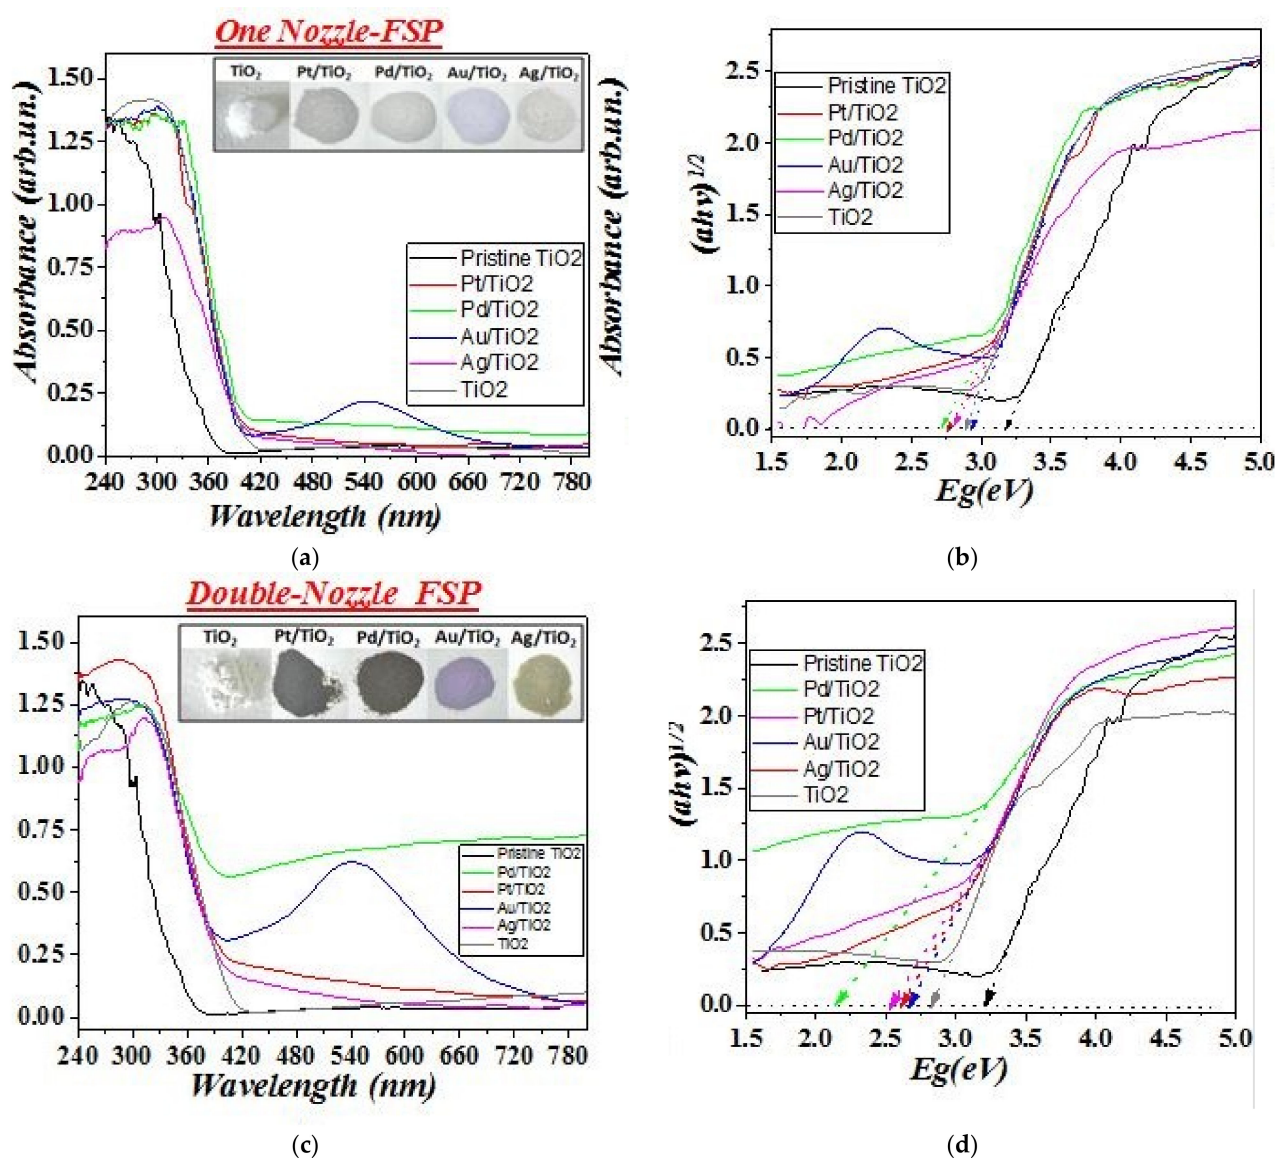 One Nozzle-FSP
TiO2 Pt/TiO2 Pd/TiO2 Au/TiO2 Ag/TiO2
Absorbance (arb.un.)
1.50
1.25
1.00
0.75
0.50
0.25
0.00
Pristine TiO2
Pt/TiO2
Pd/TiO2
Au/TiO2
Ag/TiO2
TiO2
240 300 360 420 480 540 600 660 720 780
Wavelength (nm)
(a)
Absorbance (arb.un.)
(ahv)1/2
2.5
2.0
1.5
1.0
0.5
0.0
Pristine TiO2
Pt/TiO2
Pd/TiO2
Au/TiO2
Ag/TiO2
TiO2
1.5 2.0 2.5 3.0 3.5 4.0 4.5 5.0
Eg(eV)
(b)
Double-Nozzle FSP
TiO2 Pt/TiO2 Pd/TiO2 Au/TiO2 Ag/TiO2
1.50
1.25
1.00
0.75
0.50
0.25
0.00
Pristine TiO2
Pd/TiO2
Pt/TiO2
Au/TiO2
Ag/TiO2
TiO2
240 300 360 420 480 540 600 660 720
Wavelength (nm)
(c)
(ahv)1/2
2.5
2.0
1.5
1.0
0.5
0.0
Pristine TiO2
Pd/TiO2
Pt/TiO2
Au/TiO2
Ag/TiO2
TiO2
1.5 2.0 2.5 3.0 3.5 4.0 4.5 5.0
Eg(eV)
(d)